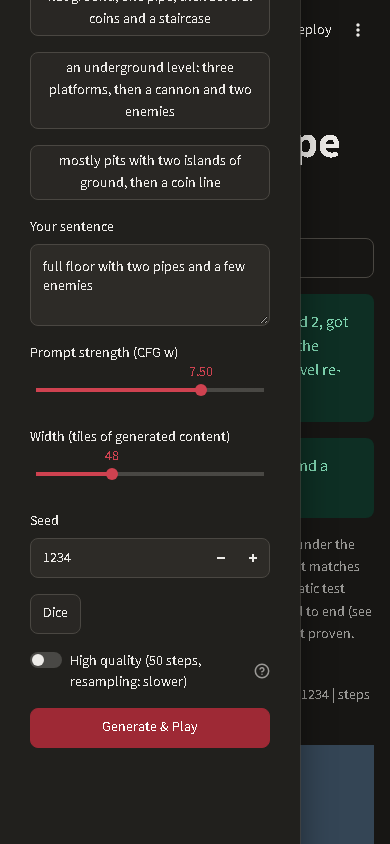 coins and a staircase
an underground level: three
platforms, then a cannon and two
enemies
mostly pits with two islands of
ground, then a coin line
Your sentence
full floor with two pipes and a few
enemies
Prompt strength (CFG w)
7.50
Width (tiles of generated content)
48
Seed
1234
Dice
High quality (50 steps,
resampling: slower)
Generate & Play
eploy
pe
d 2, got
the
vel re-
nd a
under the
t matches
atic test
d to end (see
t proven.
1234 | steps